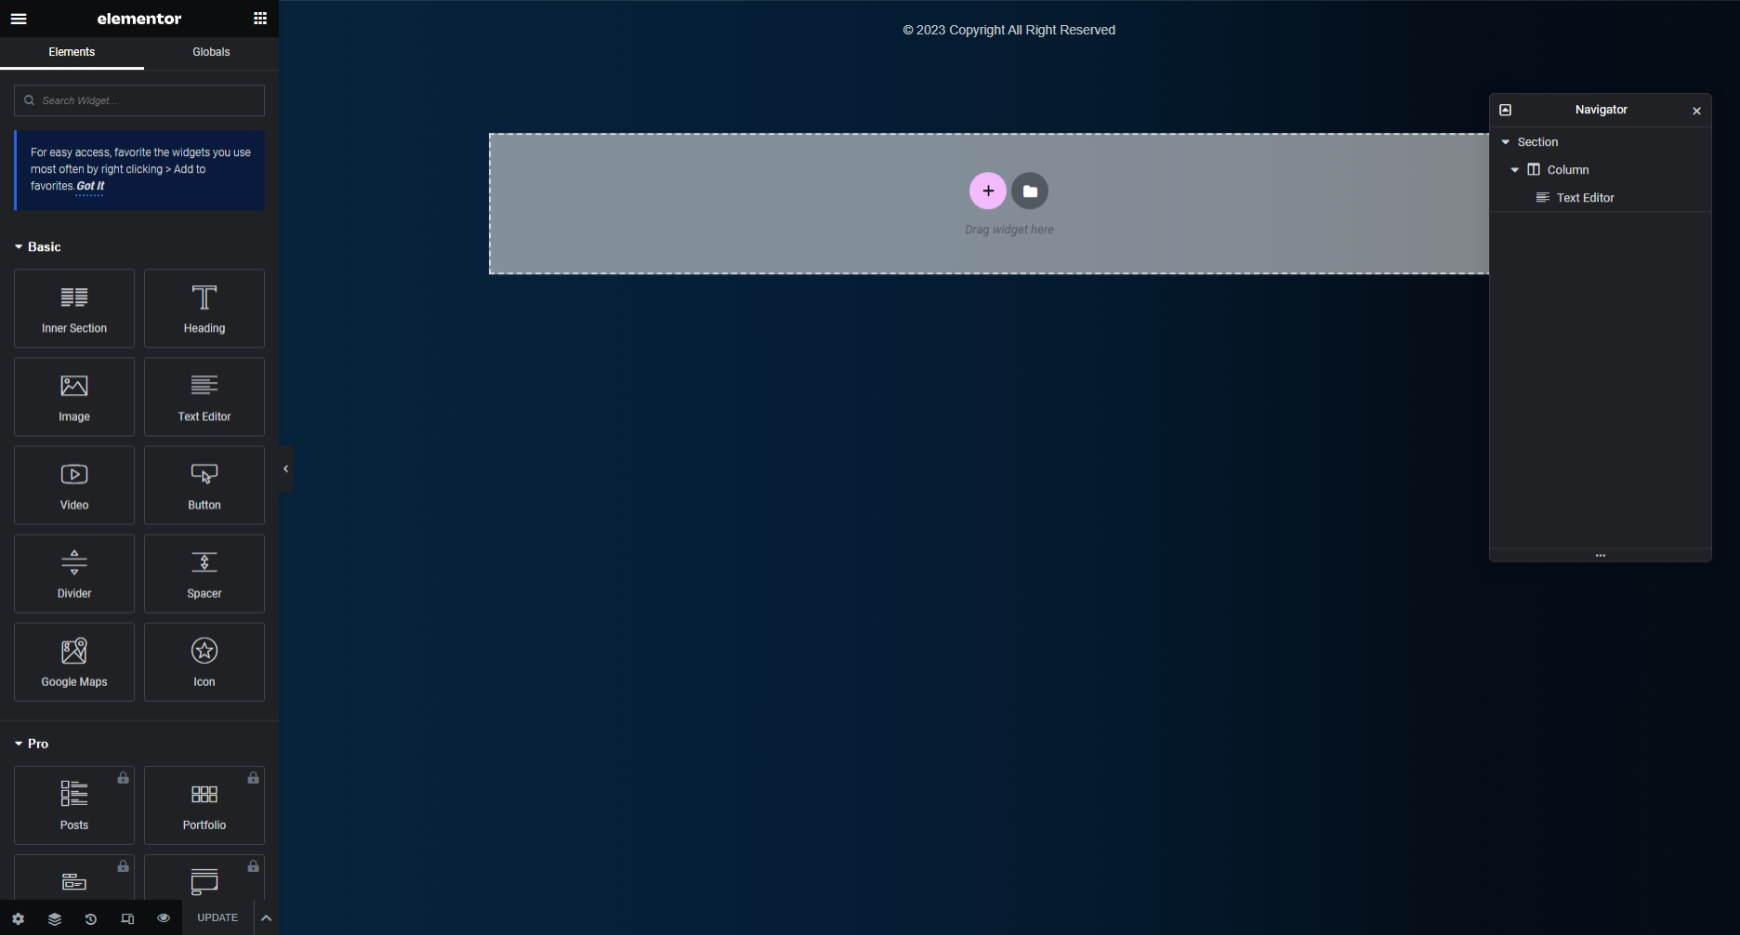 elementor
Elements
Globals
Search Widget...
For easy access, favorite the widgets you use
most often by right clicking > Add to
favorites. Got It
Basic
Inner Section
Heading
Image
Text Editor
Video
Button
Divider
Spacer
Google Maps
Icon
Pro
Posts
Portfolio
UPDATE
© 2023 Copyright All Right Reserved
Drag widget here
Navigator
Section
Column
Text Editor